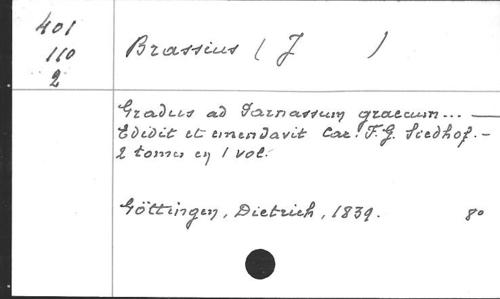 401
110
2
Brassius ( J )
Gradus ad Parnassum graecum... —
Edidit et emendavit Car. F. G. Siedhof. –
2 tomes en 1 vol.
Göttingen, Dietrich, 1839. 8º